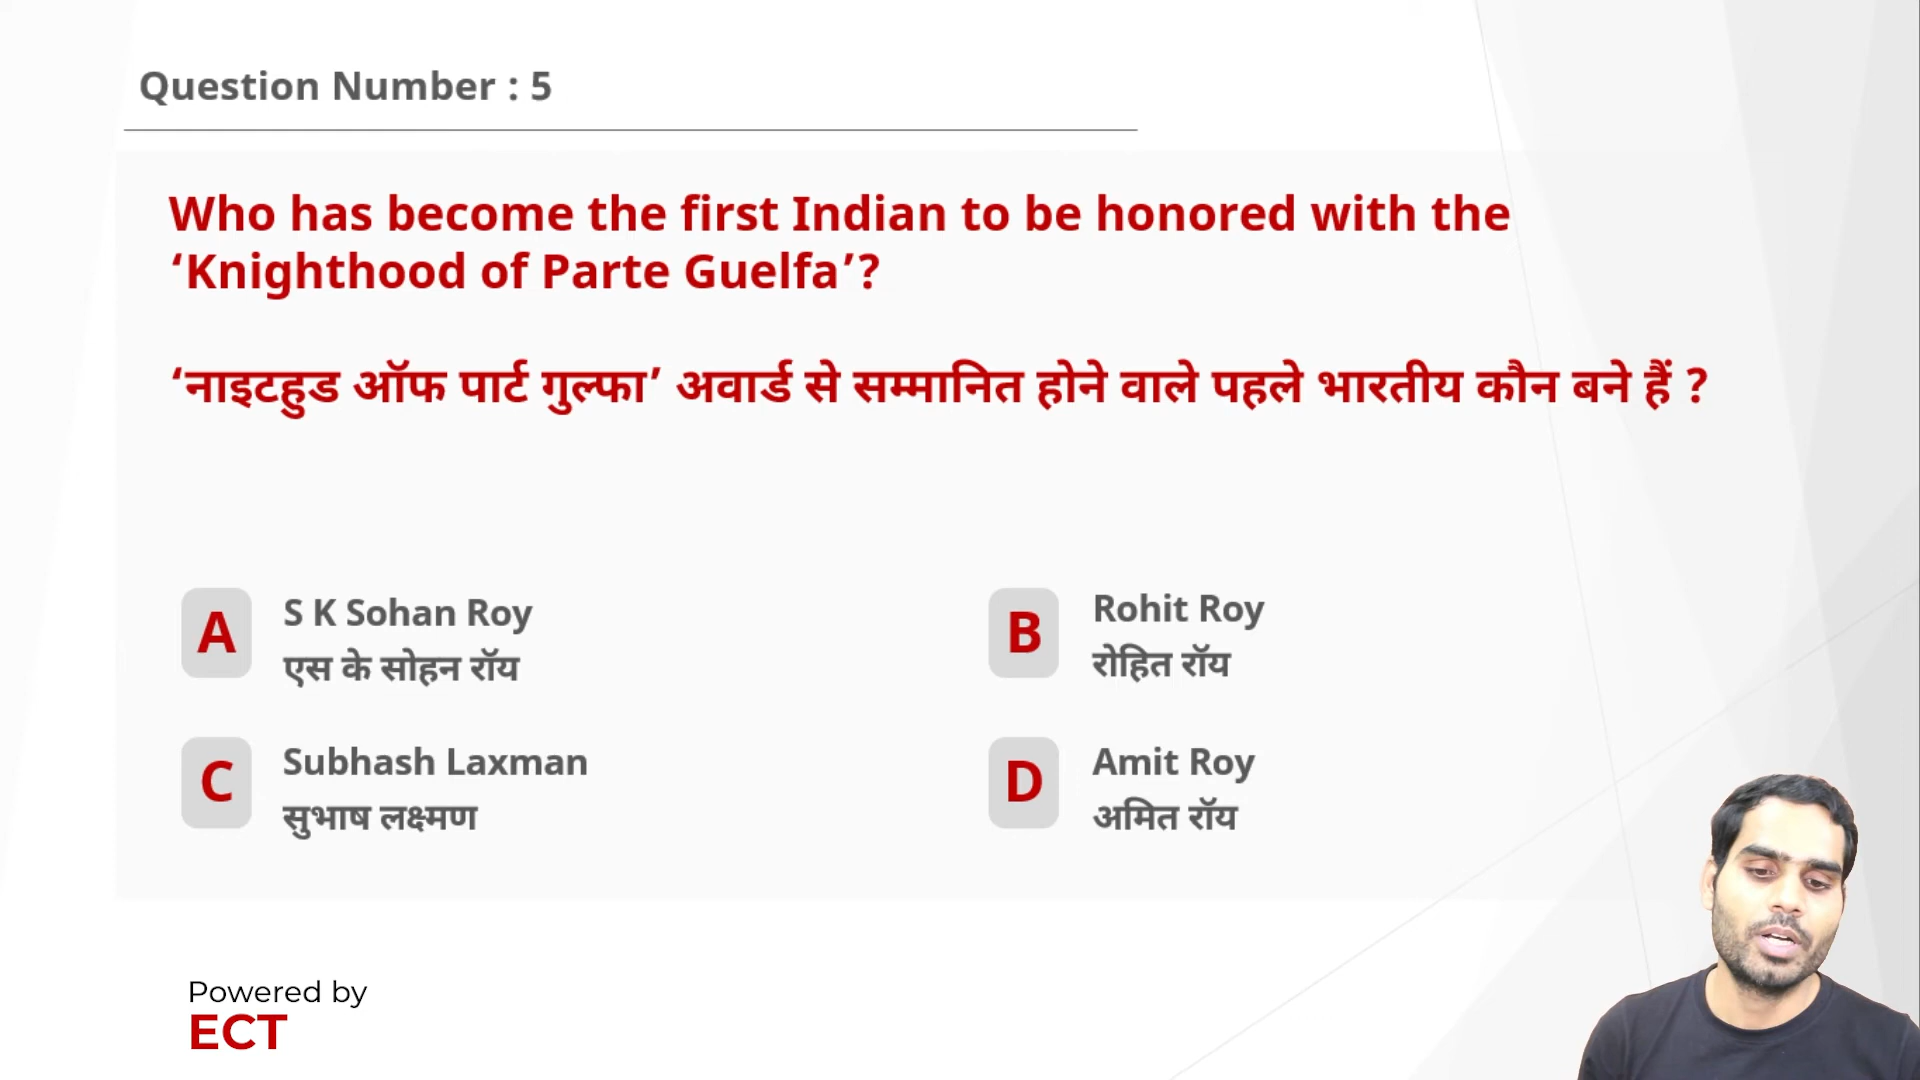 Question Number : 5
Who has become the first Indian to be honored with the
‘Knighthood of Parte Guelfa’?
‘नाइटहुड ऑफ पार्ट गुल्फा’ अवार्ड से सम्मानित होने वाले पहले भारतीय कौन बने हैं ?
A
S K Sohan Roy
एस के सोहन रॉय
B
Rohit Roy
रोहित रॉय
C
Subhash Laxman
सुभाष लक्ष्मण
D
Amit Roy
अमित रॉय
Powered by
ECT